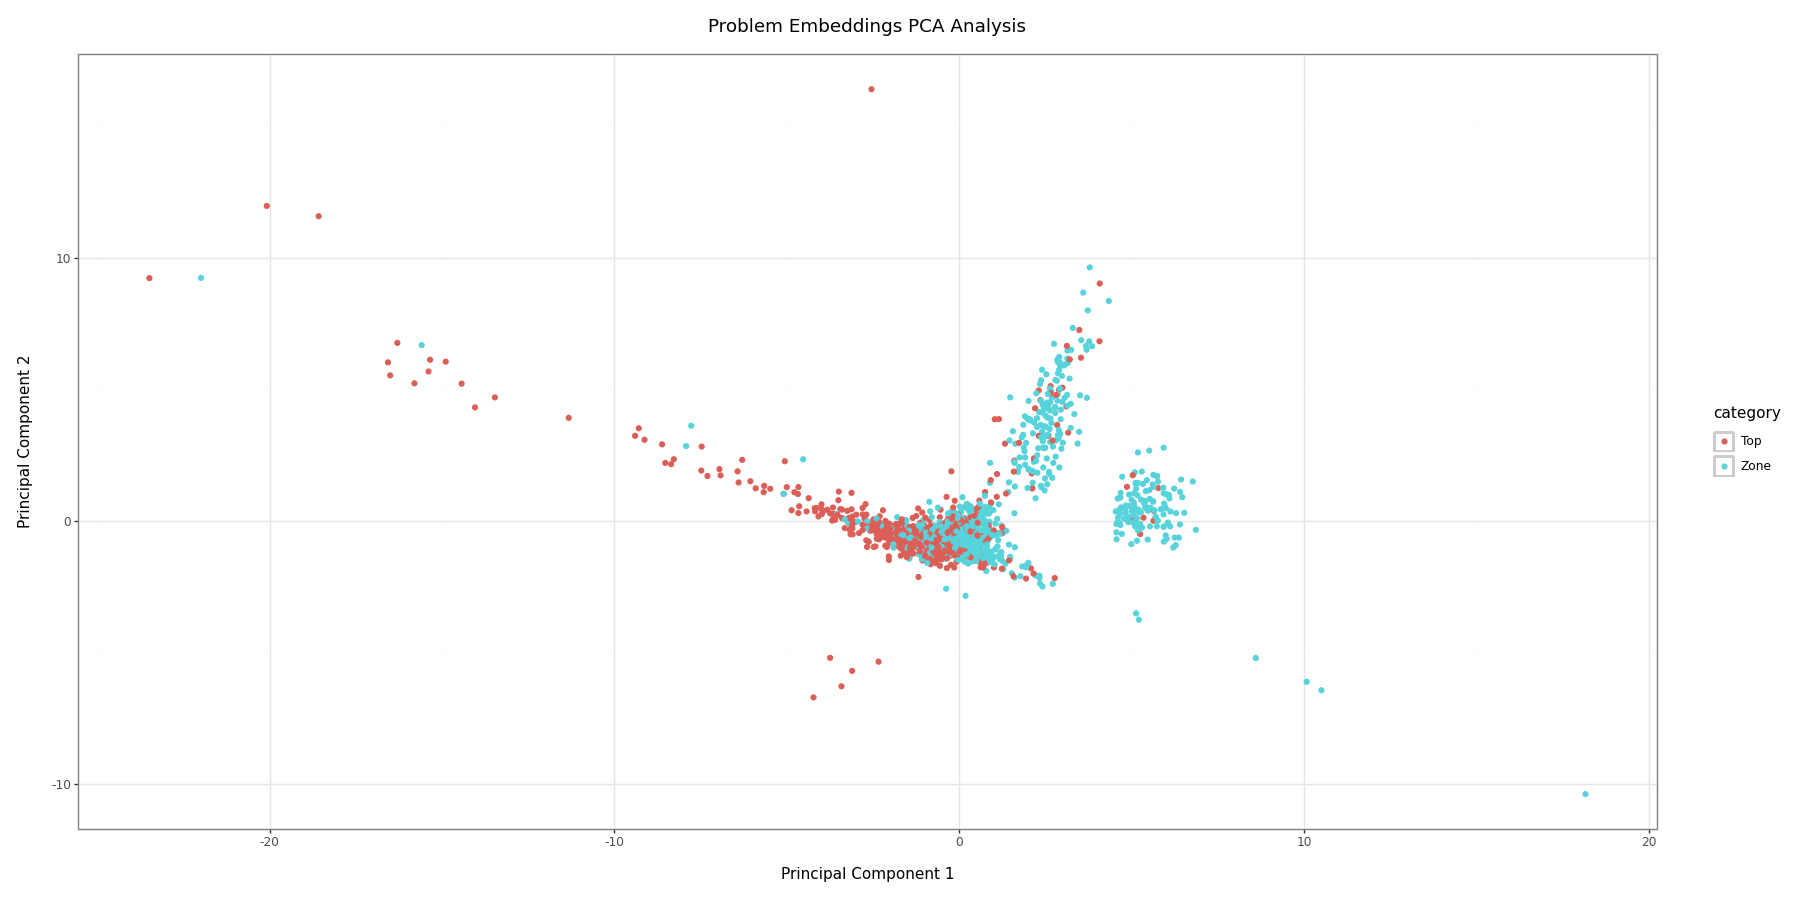 Problem Embeddings PCA Analysis
Principal Component 2
10
0
-10
-20
-10
0
10
20
Principal Component 1
category
Top
Zone